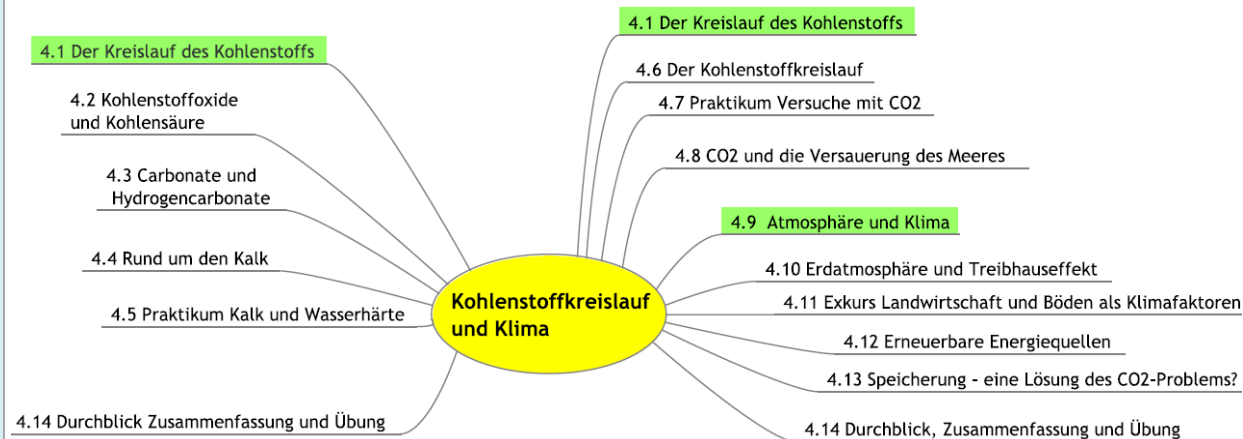 4.1 Der Kreislauf des Kohlenstoffs
4.2 Kohlenstoffoxide
und Kohlensäure
4.3 Carbonate und
Hydrogencarbonate
4.4 Rund um den Kalk
4.5 Praktikum Kalk und Wasserhärte
4.14 Durchblick Zusammenfassung und Übung
Kohlenstoffkreislauf
und Klima
4.1 Der Kreislauf des Kohlenstoffs
4.6 Der Kohlenstoffkreislauf
4.7 Praktikum Versuche mit CO2
4.8 CO2 und die Versauerung des Meeres
4.9 Atmosphäre und Klima
4.10 Erdatmosphäre und Treibhauseffekt
4.11 Exkurs Landwirtschaft und Böden als Klimafaktoren
4.12 Erneuerbare Energiequellen
4.13 Speicherung - eine Lösung des CO2-Problems?
4.14 Durchblick, Zusammenfassung und Übung